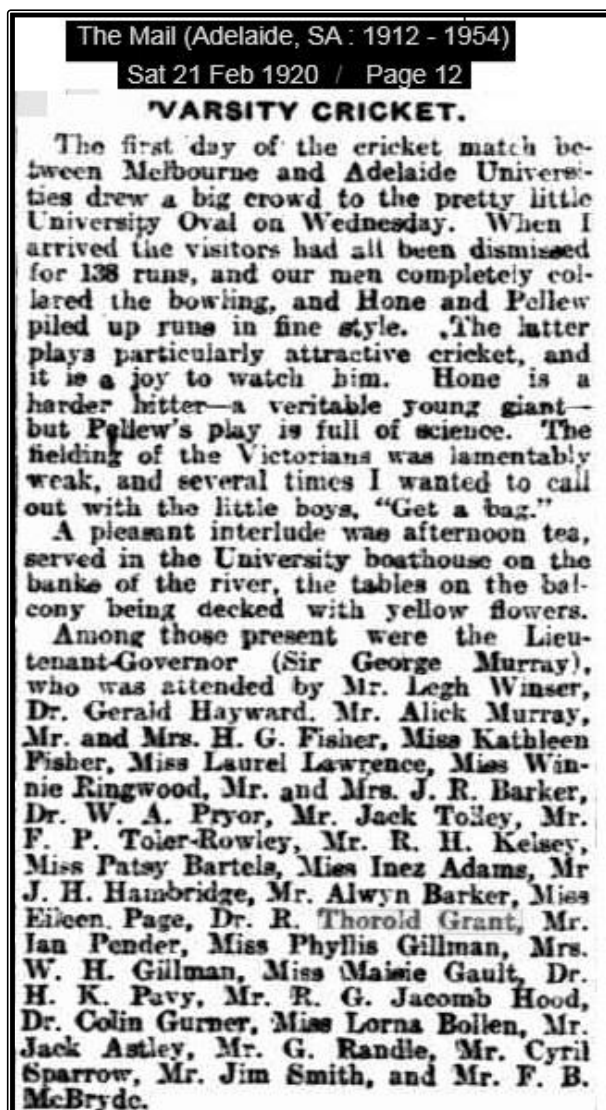 The Mail (Adelaide, SA : 1912 - 1954)
Sat 21 Feb 1920 / Page 12
'VARSITY CRICKET.
The first day of the cricket match be-
tween Melbourne and Adelaide Universi-
ties drew a big crowd to the pretty little
University Oval on Wednesday. When I
arrived the visitors had all been dismissed
for 138 runs, and our men completely col-
lared the bowling, and Hone and Pellew
piled up runs in fine style. The latter
plays particularly attractive cricket, and
it is a joy to watch him. Hone is a
harder hitter—a veritable young giant—
but Pellew's play is full of science. The
fielding of the Victorians was lamentably
weak, and several times I wanted to call
out with the little boys, "Get a bag."
A pleasant interlude was afternoon tea,
served in the University boathouse on the
banks of the river, the tables on the bal-
cony being decked with yellow flowers.
Among those present were the Lieu-
tenant-Governor (Sir George Murray),
who was attended by Mr. Legh Winser,
Dr. Gerald Hayward, Mr. Alick Murray,
Mr. and Mrs. H. G. Fisher, Miss Kathleen
Fisher, Miss Laurel Lawrence, Miss Win-
nie Ringwood, Mr. and Mrs. J. R. Barker,
Dr. W. A. Pryor, Mr. Jack Tolley, Mr.
F. P. Toler-Rowley, Mr. R. H. Kelsey,
Miss Patsy Bartels, Miss Inez Adams, Mr
J. H. Hambridge, Mr. Alwyn Barker, Miss
Eileen Page, Dr. R. Thorold Grant, Mr.
Ian Pender, Miss Phyllis Gillman, Mrs.
W. H. Gillman, Miss Maisie Gault, Dr.
H. K. Pavy, Mr. R. G. Jacomb Hood,
Dr. Colin Gurner, Miss Lorna Bollen, Mr.
Jack Astley, Mr. G. Randle, Mr. Cyril
Sparrow, Mr. Jim Smith, and Mr. F. B.
McBryde.